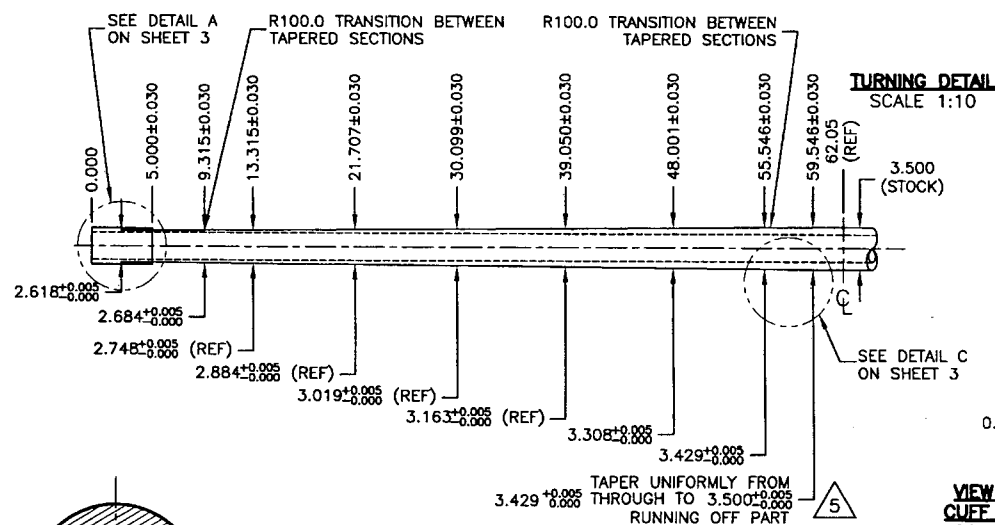 SEE DETAIL A
ON SHEET 3
R100.0 TRANSITION BETWEEN
TAPERED SECTIONS
R100.0 TRANSITION BETWEEN
TAPERED SECTIONS
TURNING DETAIL
SCALE 1:10
0.000
5.000±0.030
9.315±0.030
13.315±0.030
21.707±0.030
30.099±0.030
39.050±0.030
48.001±0.030
55.546±0.030
59.546±0.030
62.05
(REF)
3.500
(STOCK)
2.618 +0.005 -0.000
2.684 +0.005 -0.000
2.748 +0.005 -0.000 (REF)
2.884 +0.005 -0.000 (REF)
3.019 +0.005 -0.000 (REF)
3.163 +0.005 -0.000 (REF)
3.308 +0.005 -0.000
3.429 +0.005 -0.000
℄
SEE DETAIL C
ON SHEET 3
TAPER UNIFORMLY FROM
3.429 +0.005 0.000 THROUGH TO 3.500 +0.005 -0.000
RUNNING OFF PART
5
0.
VIEW
CUFF